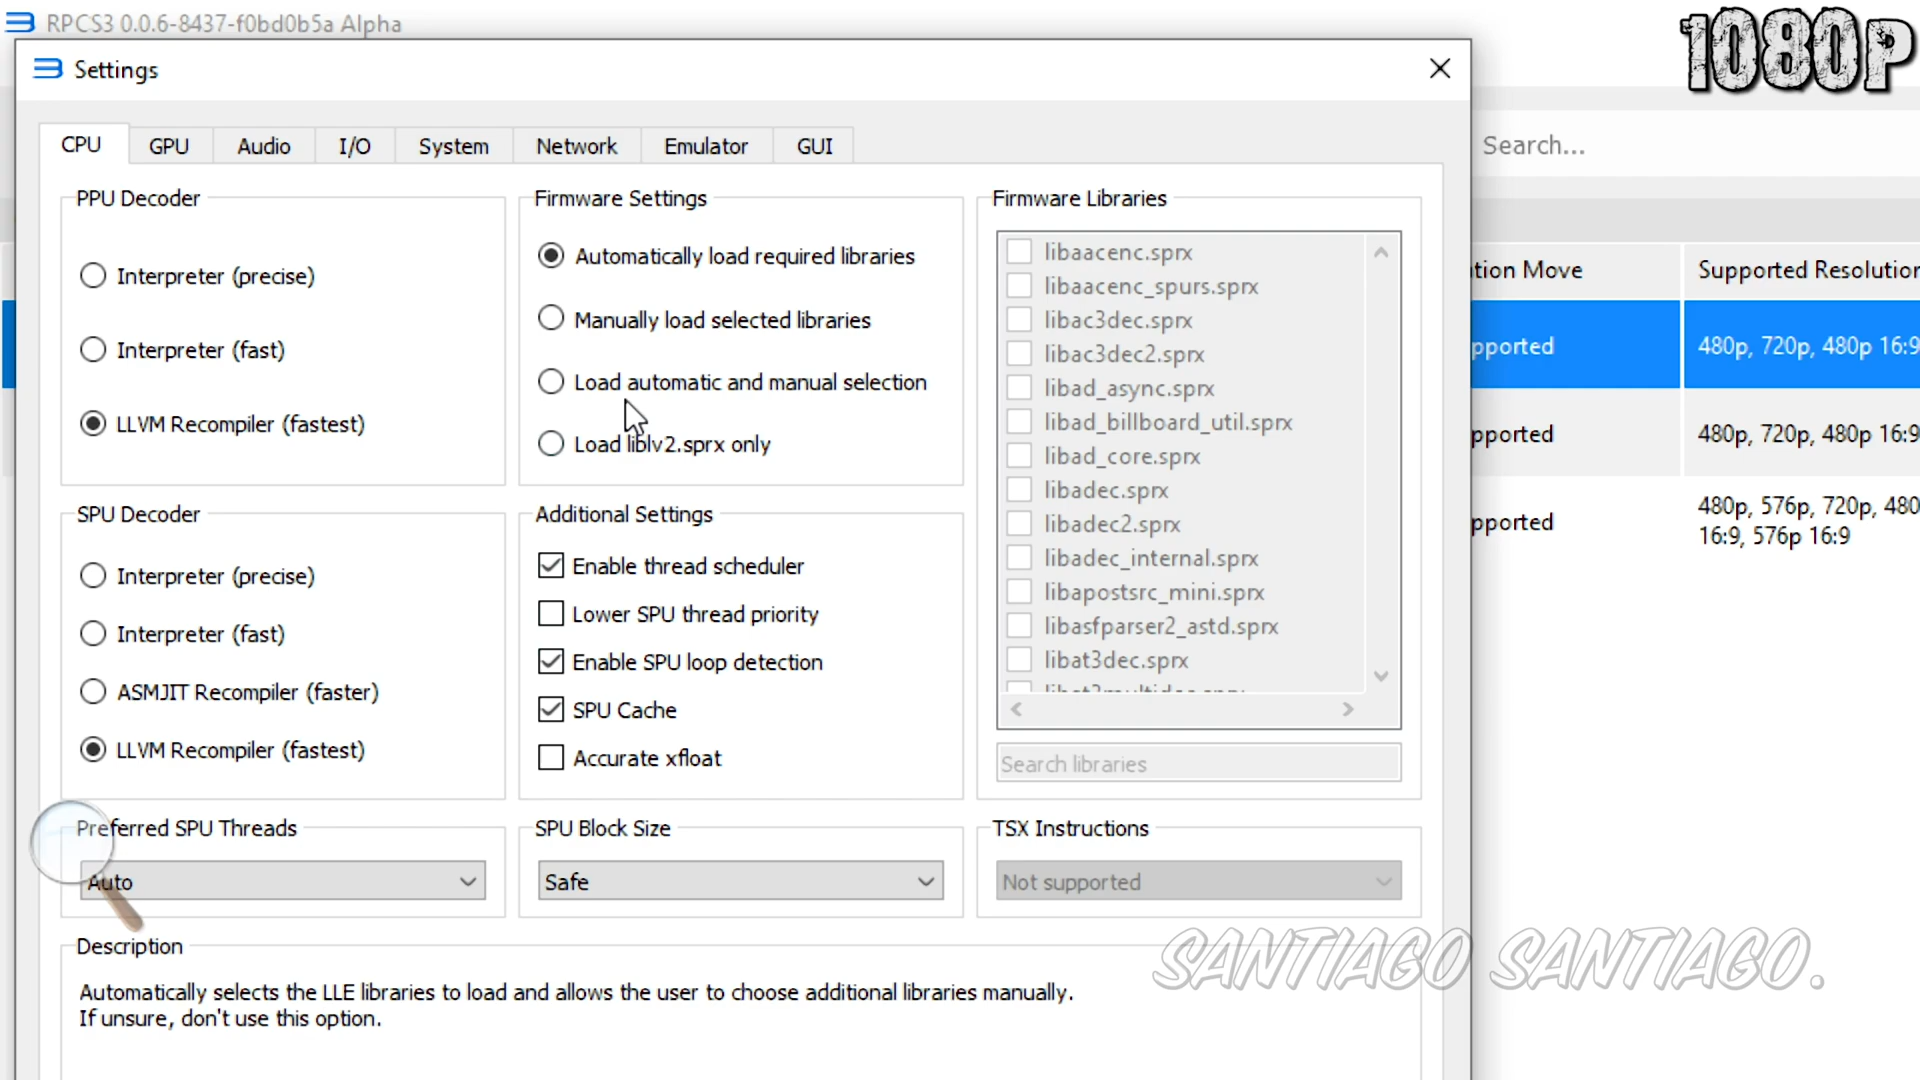 RPCS3 0.0.6-8437-f0bd0b5a Alpha
1080P
Settings
CPU
GPU
Audio
I/O
System
Network
Emulator
GUI
Search...
PPU Decoder
Interpreter (precise)
Interpreter (fast)
LLVM Recompiler (fastest)
Firmware Settings
Automatically load required libraries
Manually load selected libraries
Load automatic and manual selection
Load liblv2.sprx only
Firmware Libraries
libaacenc.sprx
libaacenc_spurs.sprx
libac3dec.sprx
libac3dec2.sprx
libad_async.sprx
libad_billboard_util.sprx
libad_core.sprx
libadec.sprx
libadec2.sprx
libadec_internal.sprx
libapostsrc_mini.sprx
libasfparser2_astd.sprx
libat3dec.sprx
Search libraries
SPU Decoder
Interpreter (precise)
Interpreter (fast)
ASMJIT Recompiler (faster)
LLVM Recompiler (fastest)
Additional Settings
Enable thread scheduler
Lower SPU thread priority
Enable SPU loop detection
SPU Cache
Accurate xfloat
Preferred SPU Threads
Auto
SPU Block Size
Safe
TSX Instructions
Not supported
Description
Automatically selects the LLE libraries to load and allows the user to choose additional libraries manually.
If unsure, don't use this option.
Move
Supported
480p, 720p, 480p 16:9
480p, 720p, 480p 16:9
480p, 576p, 720p, 480
16:9, 576p 16:9
SANTIAGO SANTIAGO.